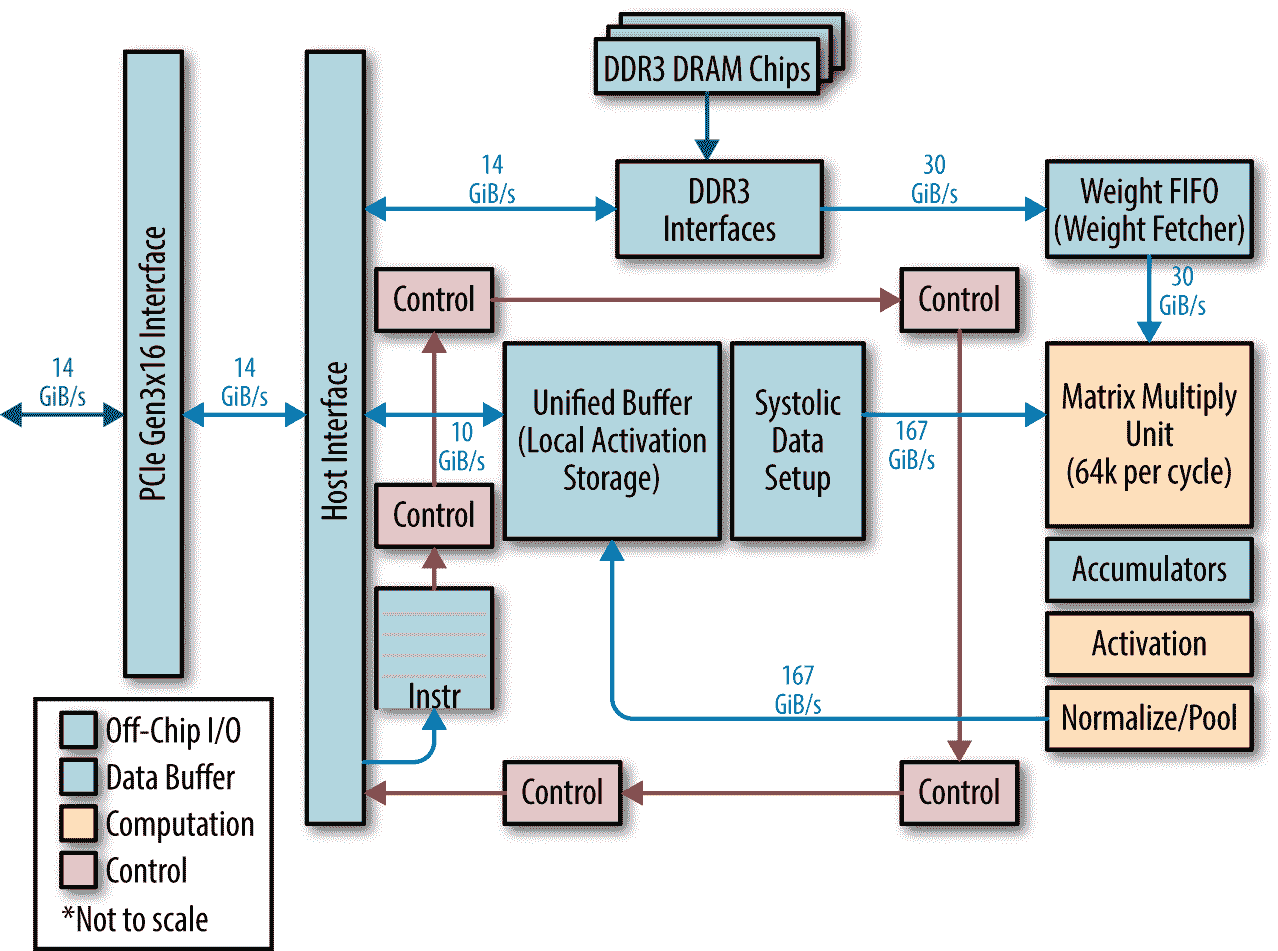 DDR3 DRAM Chips
14
GiB/s
DDR3
Interfaces
30
GiB/s
Weight FIFO
(Weight Fetcher)
30
GiB/s
Control
Control
PCIe Gen3x16 Intercface
Host Interface
14
GiB/s
14
GiB/s
10
GiB/s
Unified Buffer
(Local Activation
Storage)
Systolic
Data
Setup
167
GiB/s
Matrix Multiply
Unit
(64k per cycle)
Control
Accumulators
Activation
Instr
167
GiB/s
Normalize/Pool
Control
Control
Off-Chip I/O
Data Buffer
Computation
Control
*Not to scale